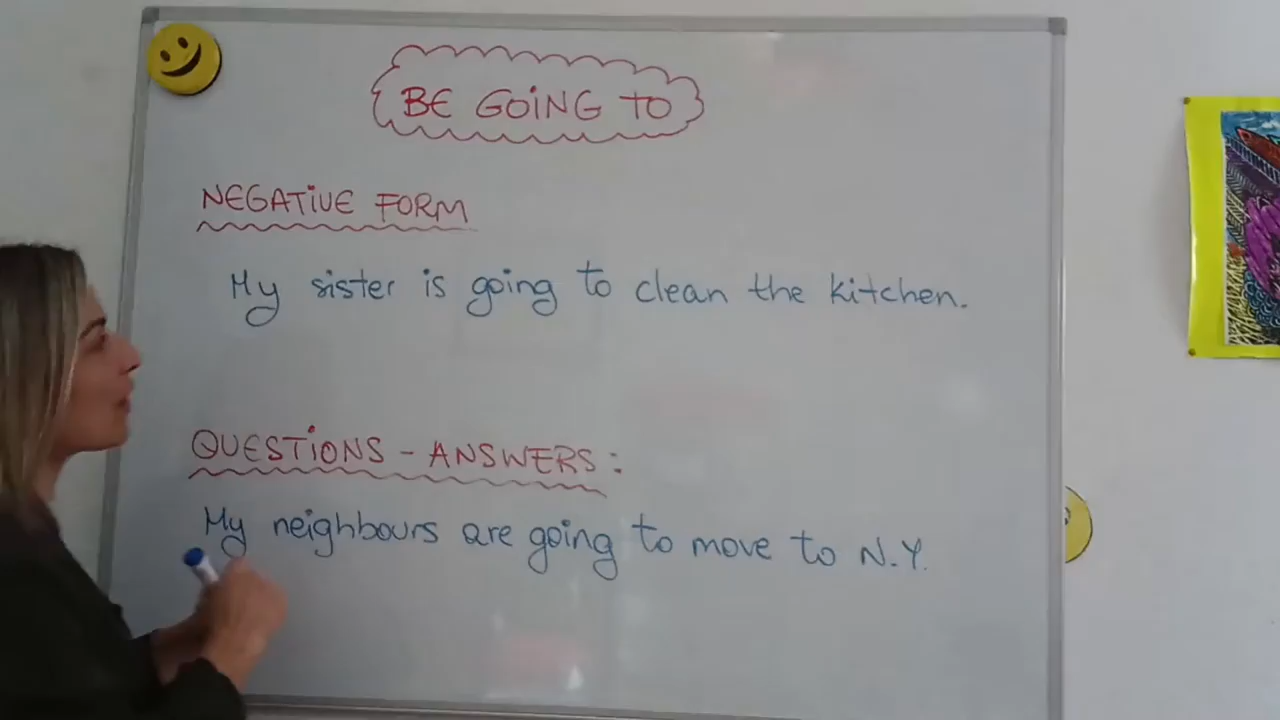 BE GOING TO
NEGATIVE FORM
My sister is going to clean the kitchen.
QUESTIONS - ANSWERS:
My neighbours are going to move to N.Y.